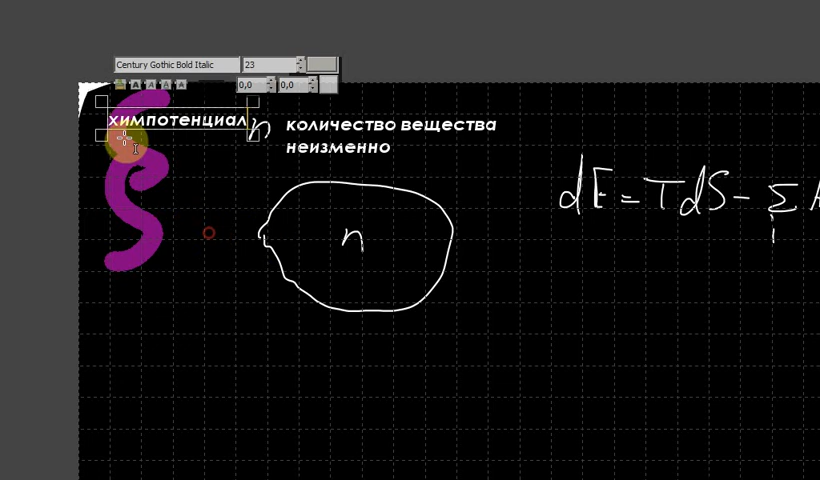 Century Gothic Bold Italic 23
0,0 0,0
химпотенциал
n количество вещества
неизменно
n
dE = TdS - Σ
i